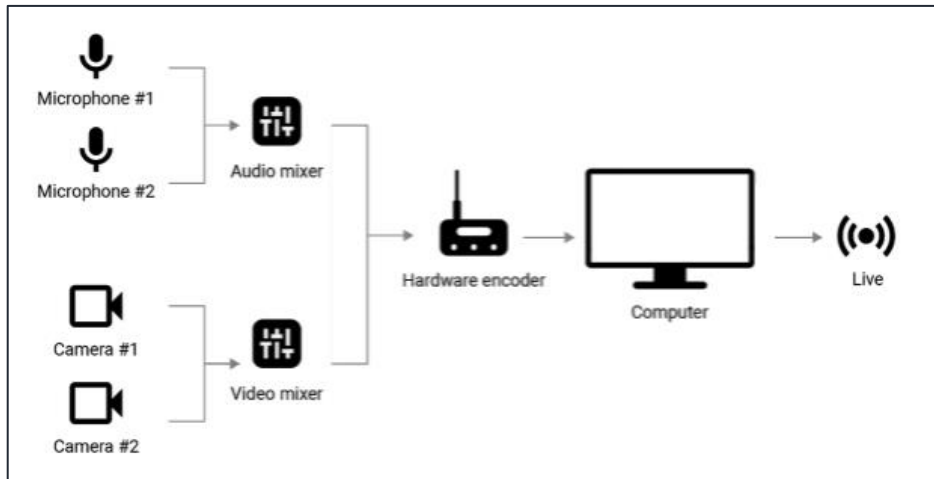 Microphone #1
Microphone #2
Audio mixer
Camera #1
Camera #2
Video mixer
Hardware encoder
Computer
Live